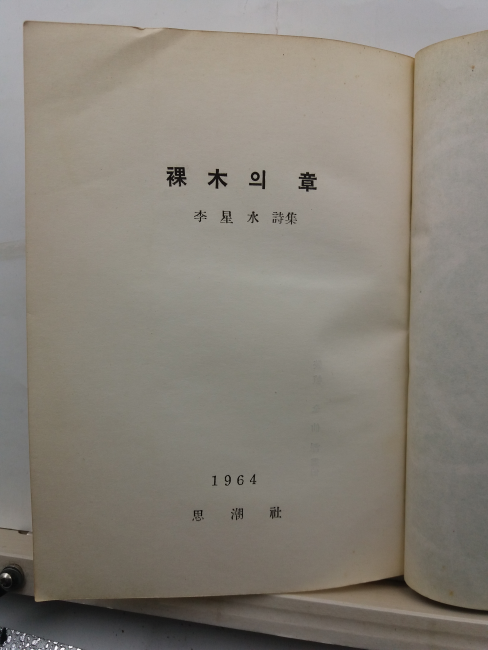 裸木의 章
李星水 詩集
1964
思潮社